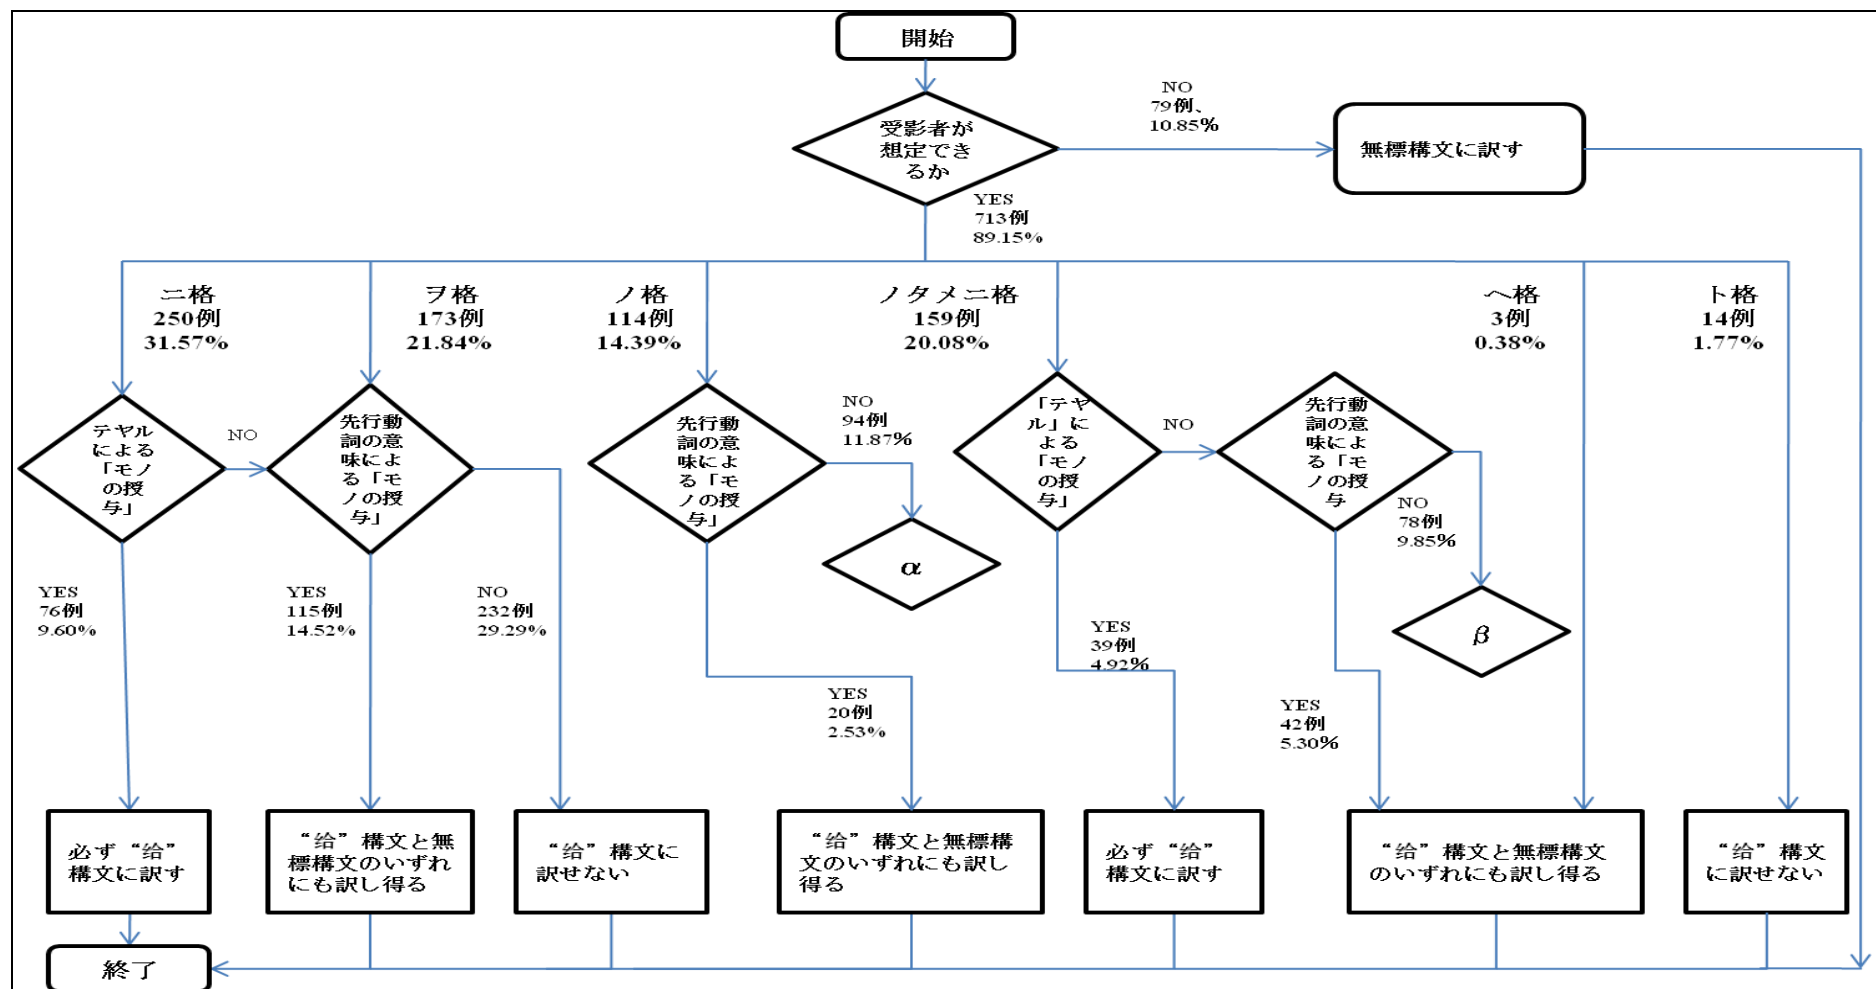 開始
受影者が
想定でき
るか
NO
79例、
10.85%
無標構文に訳す
YES
713例
89.15%
ニ格
250例
31.57%
ヲ格
173例
21.84%
ノ格
114例
14.39%
ノタメニ格
159例
20.08%
ヘ格
3例
0.38%
ト格
14例
1.77%
テヤル
による
「モノ
の授
与」
NO
先行動
詞の意
味によ
る「モ
ノの授
与」
先行動
詞の意
味によ
る「モ
ノの授
与」
NO
94例
11.87%
α
「テヤ
ル」に
よる
「モノ
の授
与」
NO
先行動
詞の意
味によ
る「モ
ノの授
与
NO
78例
9.85%
β
YES
76例
9.60%
YES
115例
14.52%
NO
232例
29.29%
YES
20例
2.53%
YES
39例
4.92%
YES
42例
5.30%
必ず“给”
構文に訳す
“给”構文と無
標構文のいずれ
にも訳し得る
“给”構文に
訳せない
“给”構文と無標構
文のいずれにも訳し
得る
必ず“给”
構文に訳す
“给”構文と無標構文
のいずれにも訳し得る
“给”構文
に訳せない
終了